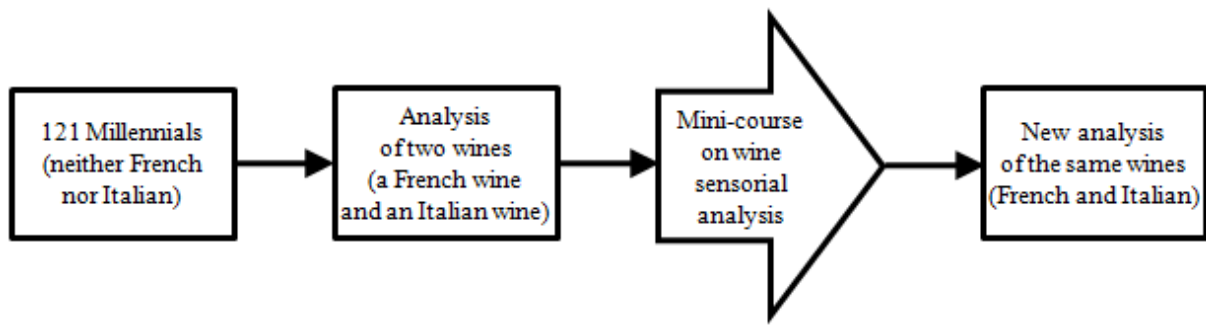 121 Millennials
(neither French
nor Italian)
Analysis
of two wines
(a French wine
and an Italian wine)
Mini-course
on wine
sensorial
analysis
New analysis
of the same wines
(French and Italian)